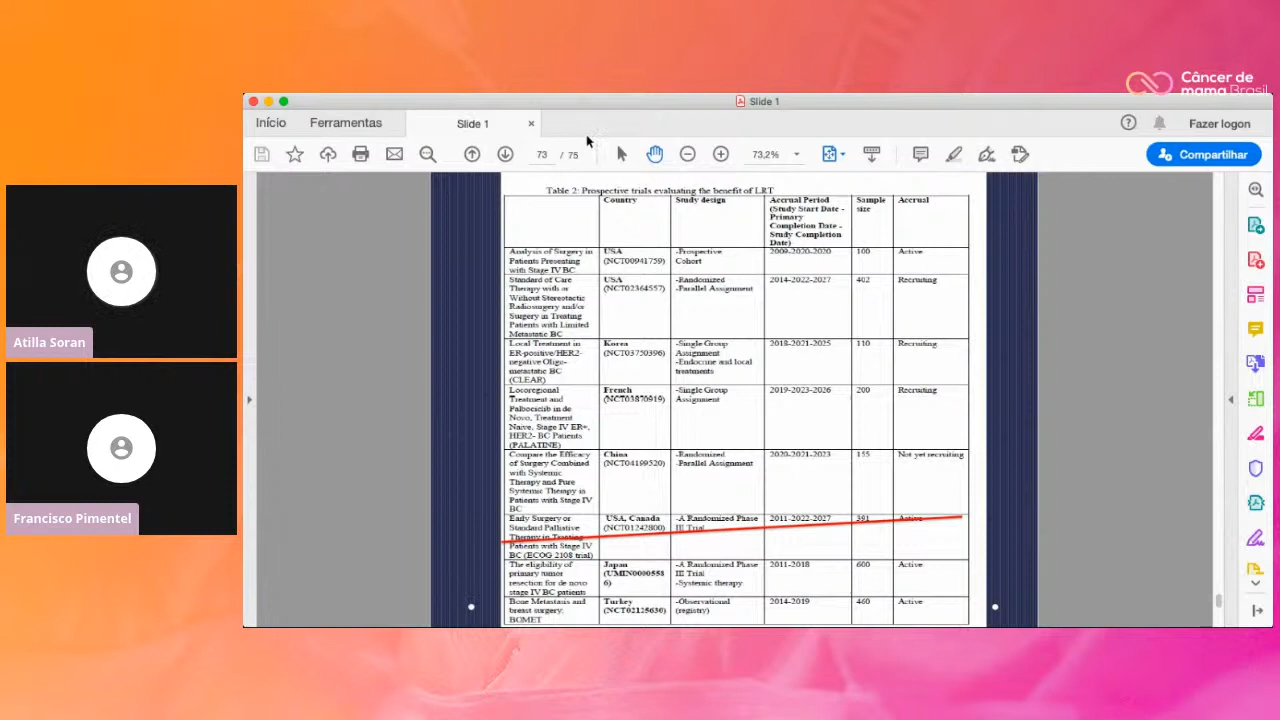 Câncer de
mama Brasil
Slide 1
Início
Ferramentas
Slide 1
×
Fazer logon
73 / 75
73,2%
Compartilhar
Atilla Soran
Francisco Pimentel
Table 2: Prospective trials evaluating the benefit of LRT
Country
Study design
Accrual Period
(Study Start Date -
Primary
Completion Date -
Study Completion
Date)
Sample
size
Accrual
Analysis of Surgery in
Patients Presenting
with Stage IV BC
USA
(NCT00941759)
-Prospective
Cohort
2009-2020-2020
100
Active
Standard of Care
Therapy with or
Without Stereotactic
Radiosurgery and/or
Surgery in Treating
Patients with Limited
Metastatic BC
USA
(NCT02364557)
-Randomized
-Parallel Assignment
2014-2022-2027
402
Recruiting
Local Treatment in
ER-positive/HER2-
negative Oligo-
metastatic BC
(CLEAR)
Korea
(NCT03750396)
-Single Group
Assignment
-Endocrine and local
treatments
2018-2021-2025
110
Recruiting
Locoregional
Treatment and
Palbociclib in de
Novo, Treatment
Naive, Stage IV ER+,
HER2- BC Patients
(PALATINE)
French
(NCT03870919)
-Single Group
Assignment
2019-2023-2026
200
Recruiting
Compare the Efficacy
of Surgery Combined
with Systemic
Therapy and Pure
Systemic Therapy in
Patients with Stage IV
BC
China
(NCT04199520)
-Randomized
-Parallel Assignment
2020-2021-2023
155
Not yet recruiting
Early Surgery or
Standard Palliative
Therapy in Treating
Patients with Stage IV
BC (ECOG 2108 trial)
USA, Canada
(NCT01242800)
-A Randomized Phase
III Trial
2011-2022-2027
391
Active
The eligibility of
primary tumor
resection for de novo
stage IV BC patients
Japan
(UMIN0000558
6)
-A Randomized Phase
III Trial
-Systemic therapy
2011-2018
600
Active
Bone Metastasis and
breast surgery:
BOMET
Turkey
(NCT02125630)
-Observational
(registry)
2014-2019
460
Active